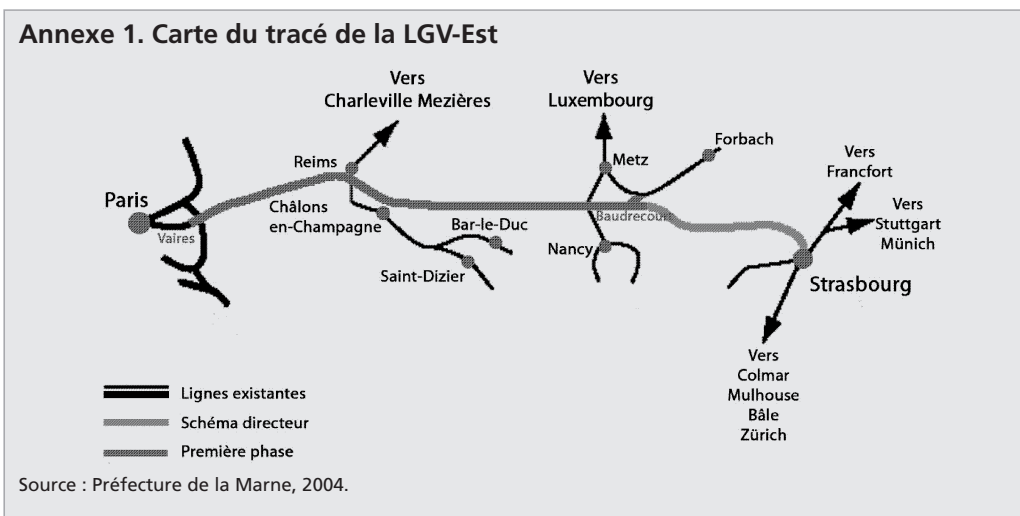 Annexe 1. Carte du tracé de la LGV-Est
Vers
Charleville Mezières
Vers
Luxembourg
Forbach
Reims
Metz
Vers
Francfort
Paris
Vaires
Châlons
en-Champagne
Bar-le-Duc
Baudrecourt
Vers
Stuttgart
Münich
Nancy
Saint-Dizier
Strasbourg
Vers
Colmar
Mulhouse
Bâle
Zürich
Lignes existantes
Schéma directeur
Première phase
Source : Préfecture de la Marne, 2004.